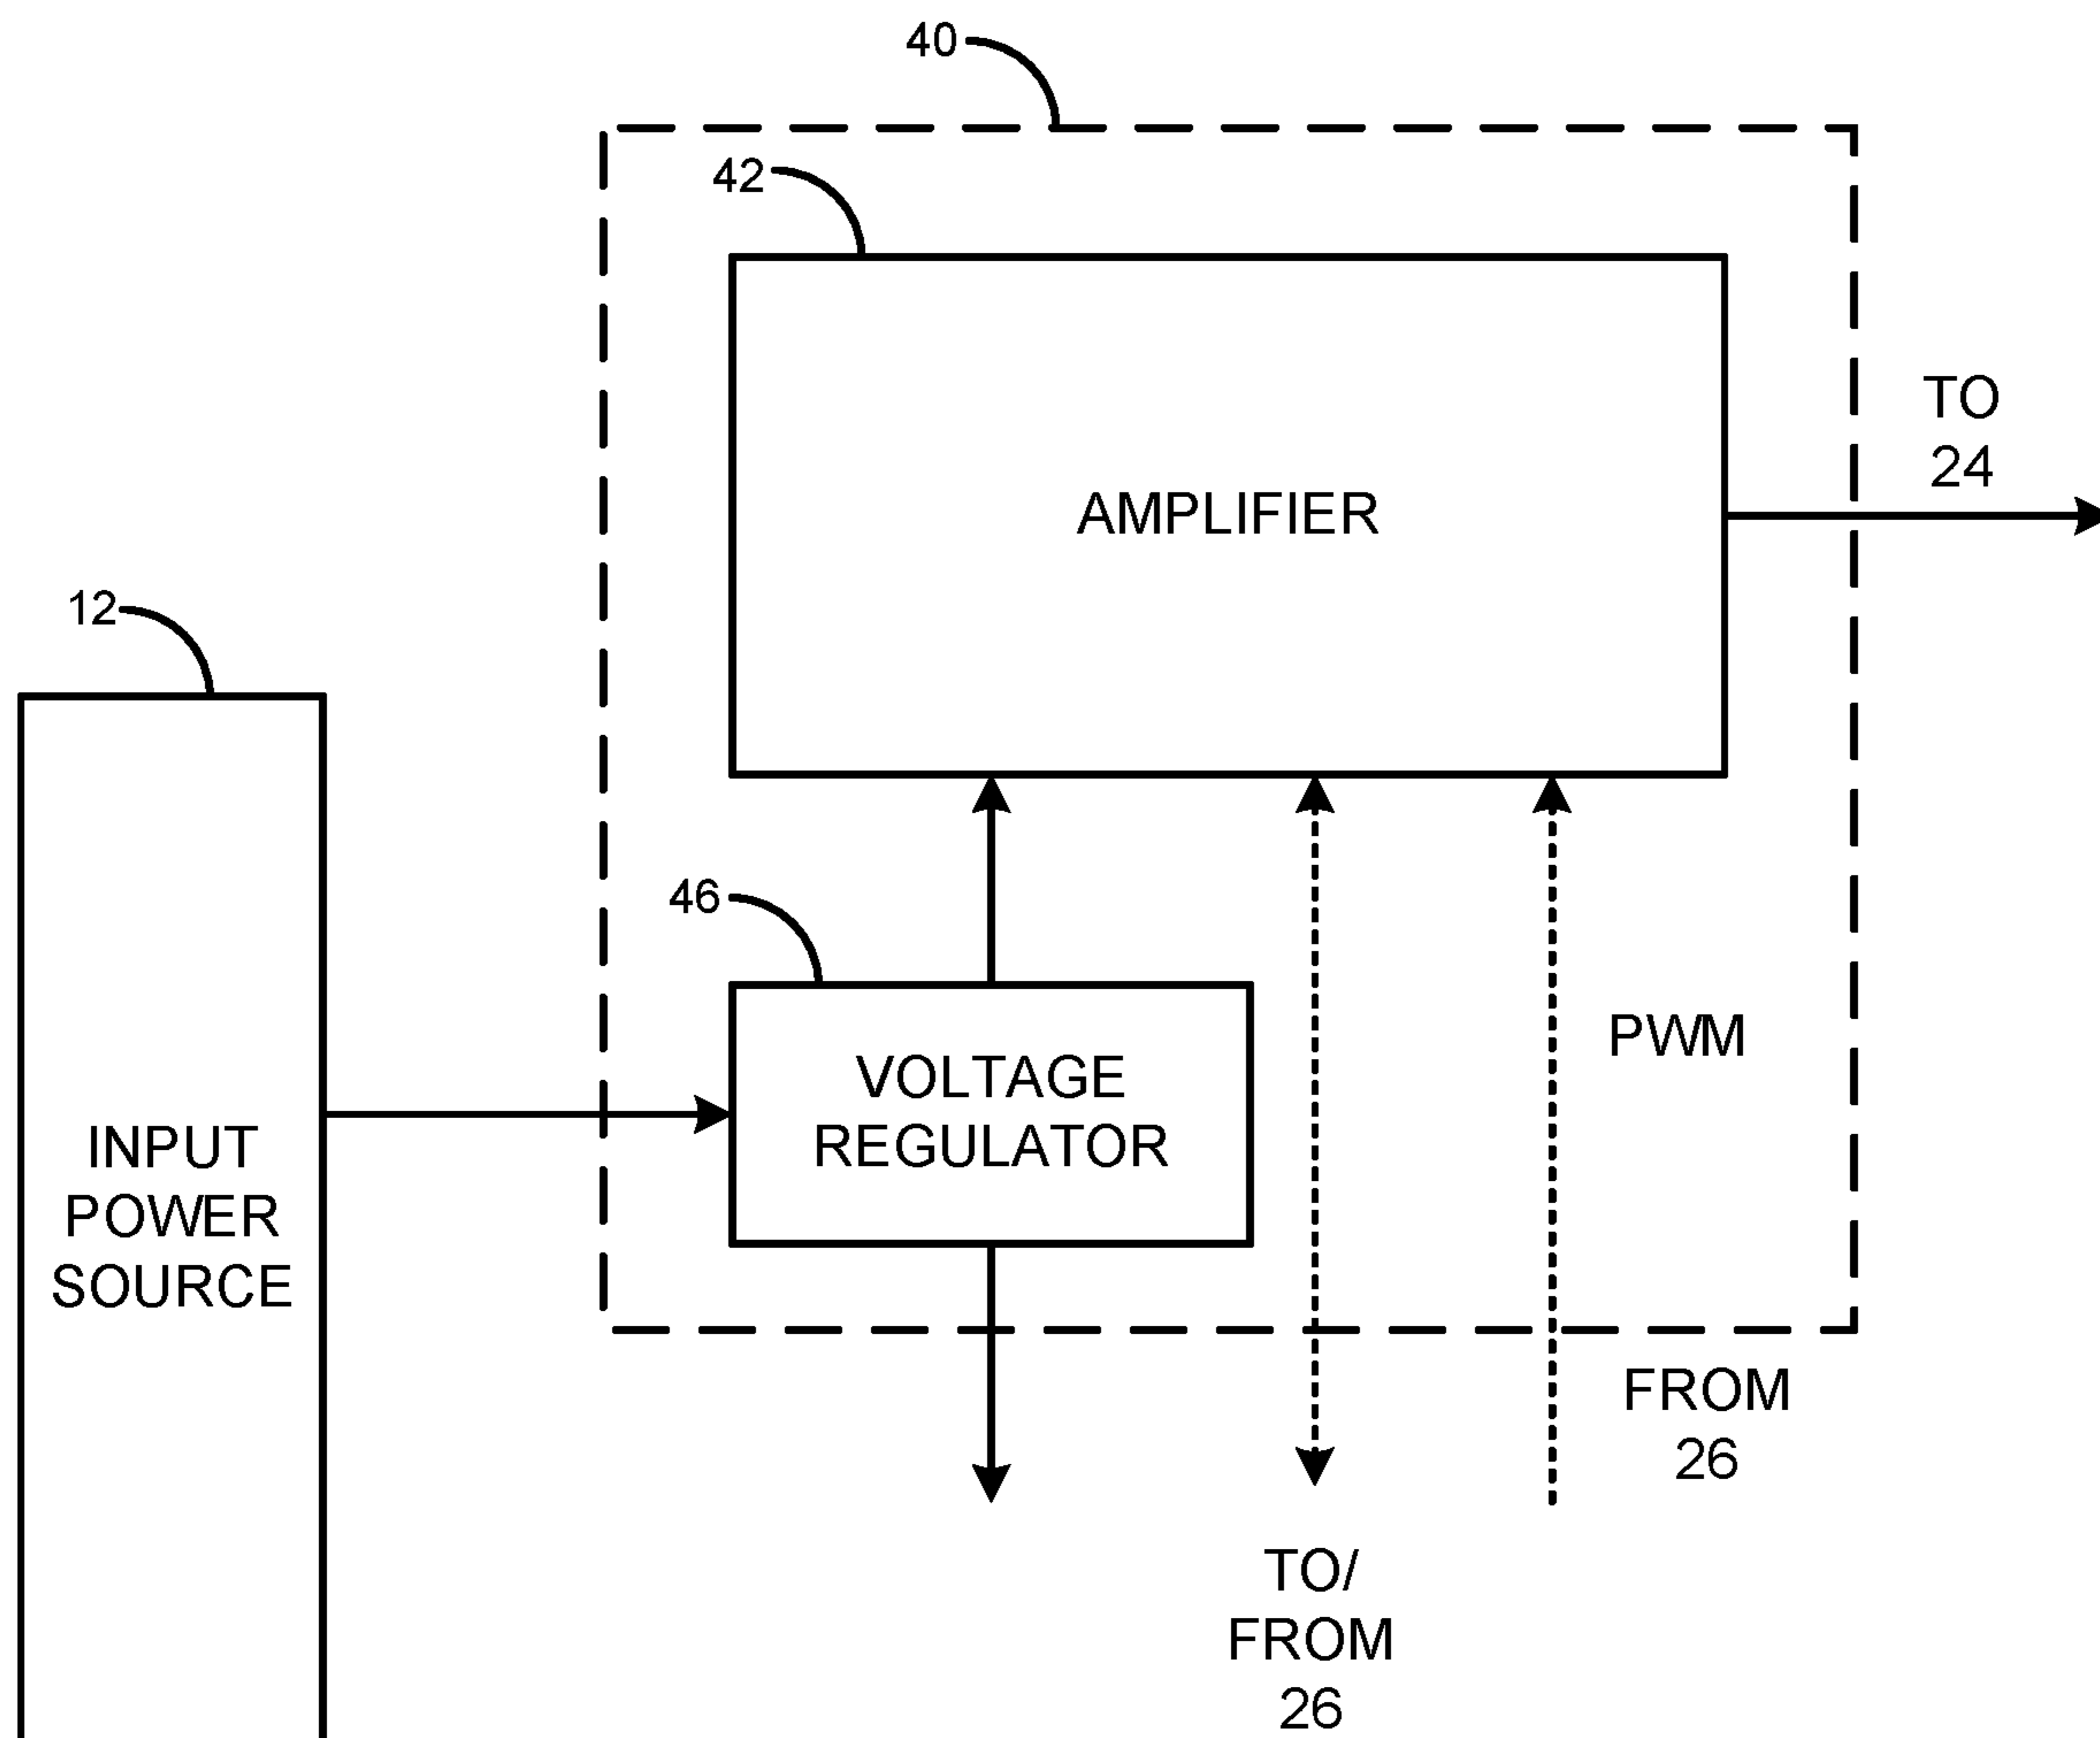 40
42
AMPLIFIER
TO
24
12
46
VOLTAGE
REGULATOR
PWM
INPUT
POWER
SOURCE
FROM
26
TO/
FROM
26